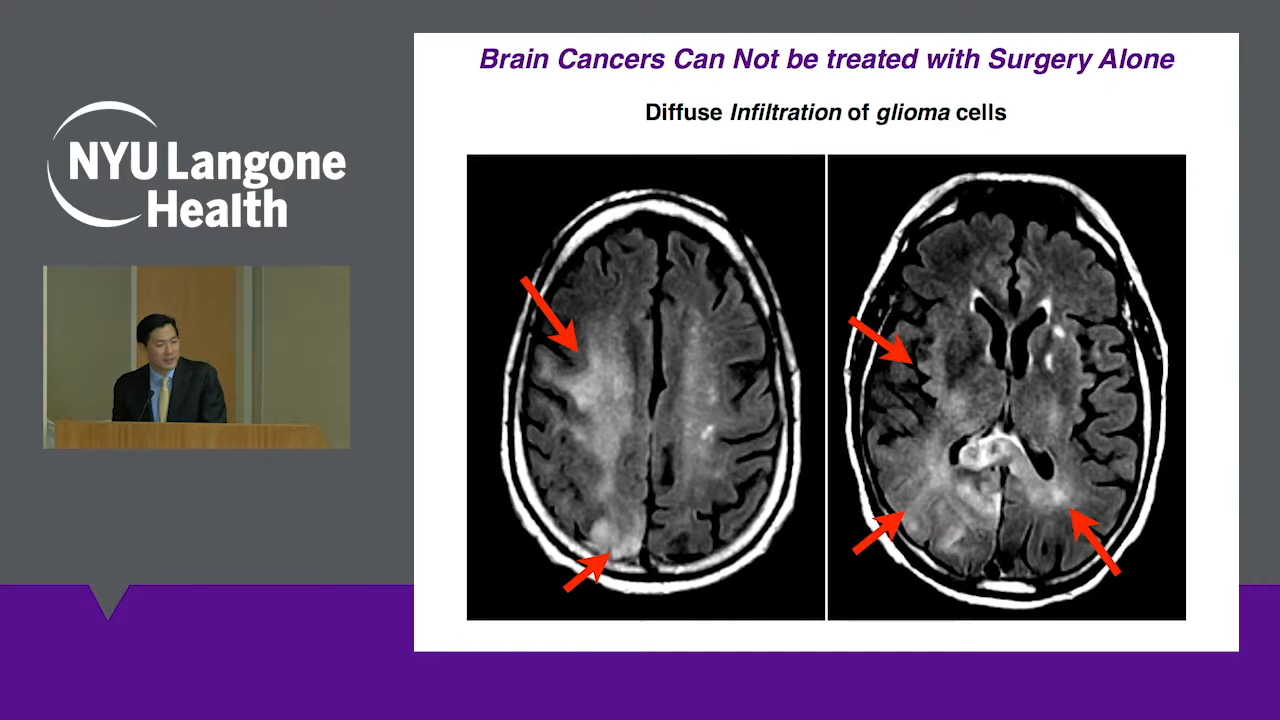 NYU Langone
Health
Brain Cancers Can Not be treated with Surgery Alone
Diffuse Infiltration of glioma cells